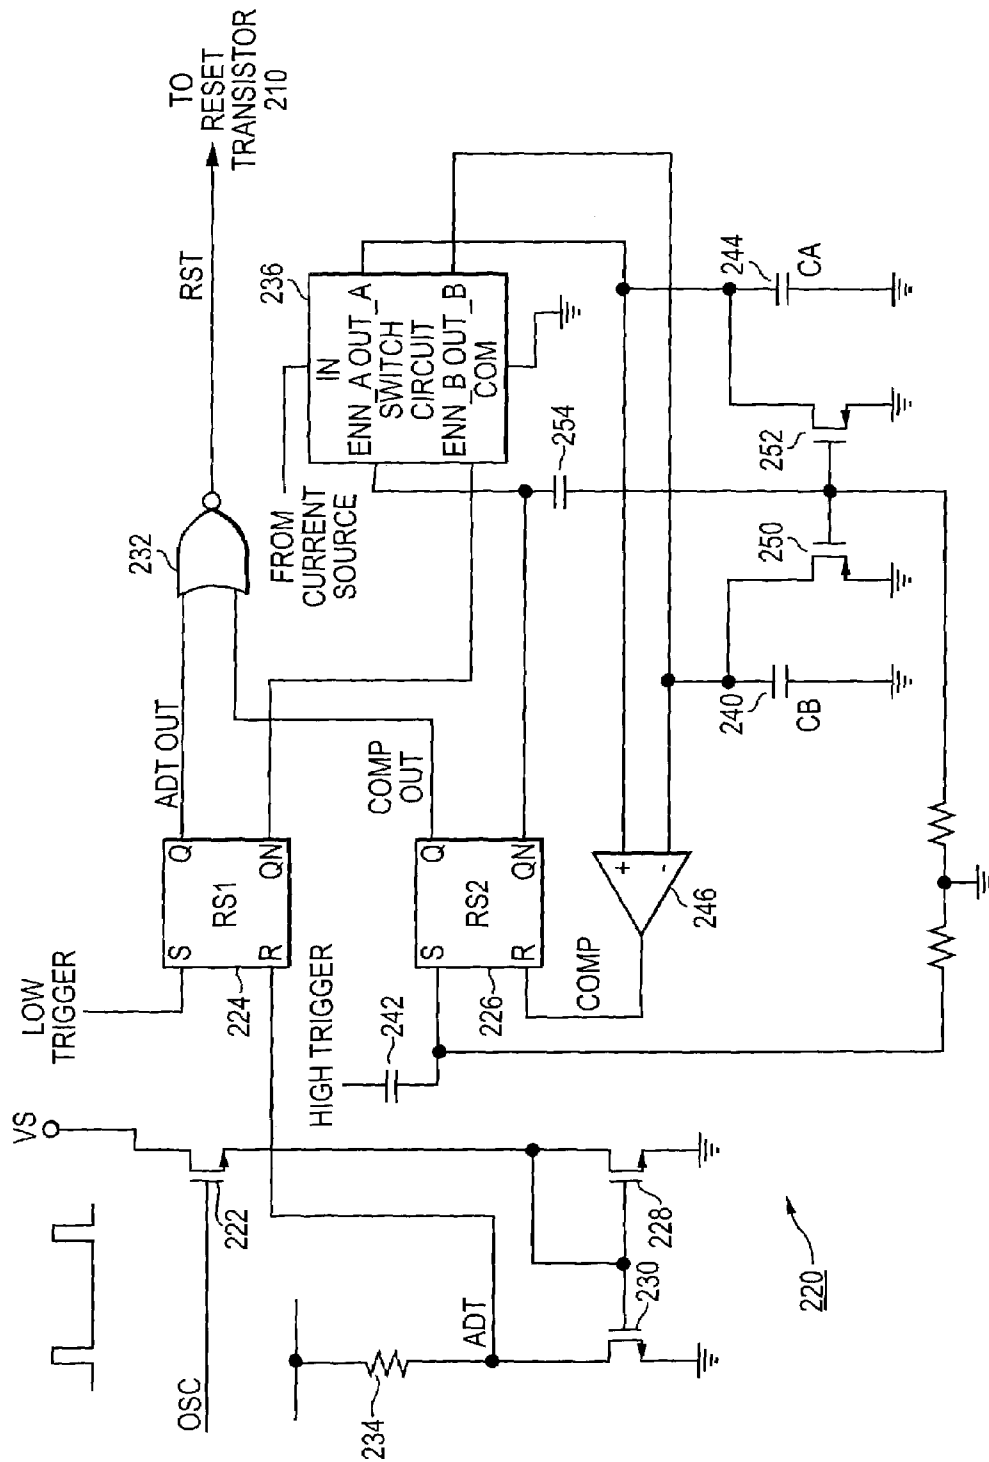 TO
RESET
TRANSISTOR
210
RST
236
IN
ENN_A OUT_A
SWITCH
CIRCUIT
ENN_B OUT_B
COM
FROM
CURRENT
SOURCE
232
254
244
CA
252
250
240
CB
ADT OUT
COMP
OUT
Q
QN
RS1
S
R
224
Q
QN
RS2
S
R
226
+
-
246
COMP
LOW
TRIGGER
HIGH TRIGGER
242
VS
222
228
230
220
ADT
OSC
234